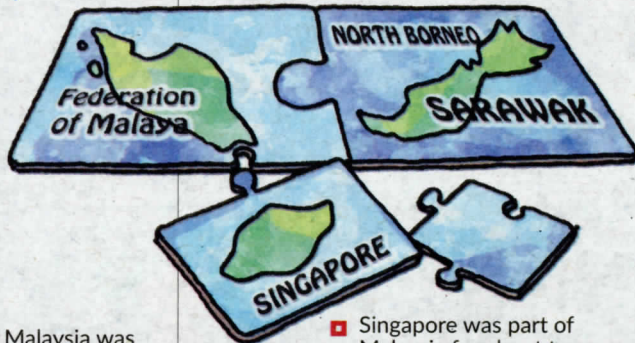 NORTH BORNEO
Federation
of Malaya
SARAWAK
SINGAPORE
Malaysia was
Singapore was part of